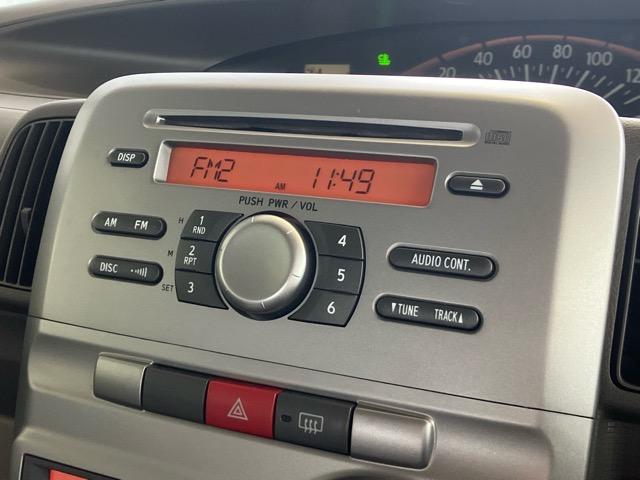 20 40 60 80 100 12
DISP
FM2 AM 11:49
PUSH PWR / VOL
AM FM
H 1 RND
M 2 RPT
SET 3
4
5
6
DISC
AUDIO CONT.
▼TUNE TRACK▲